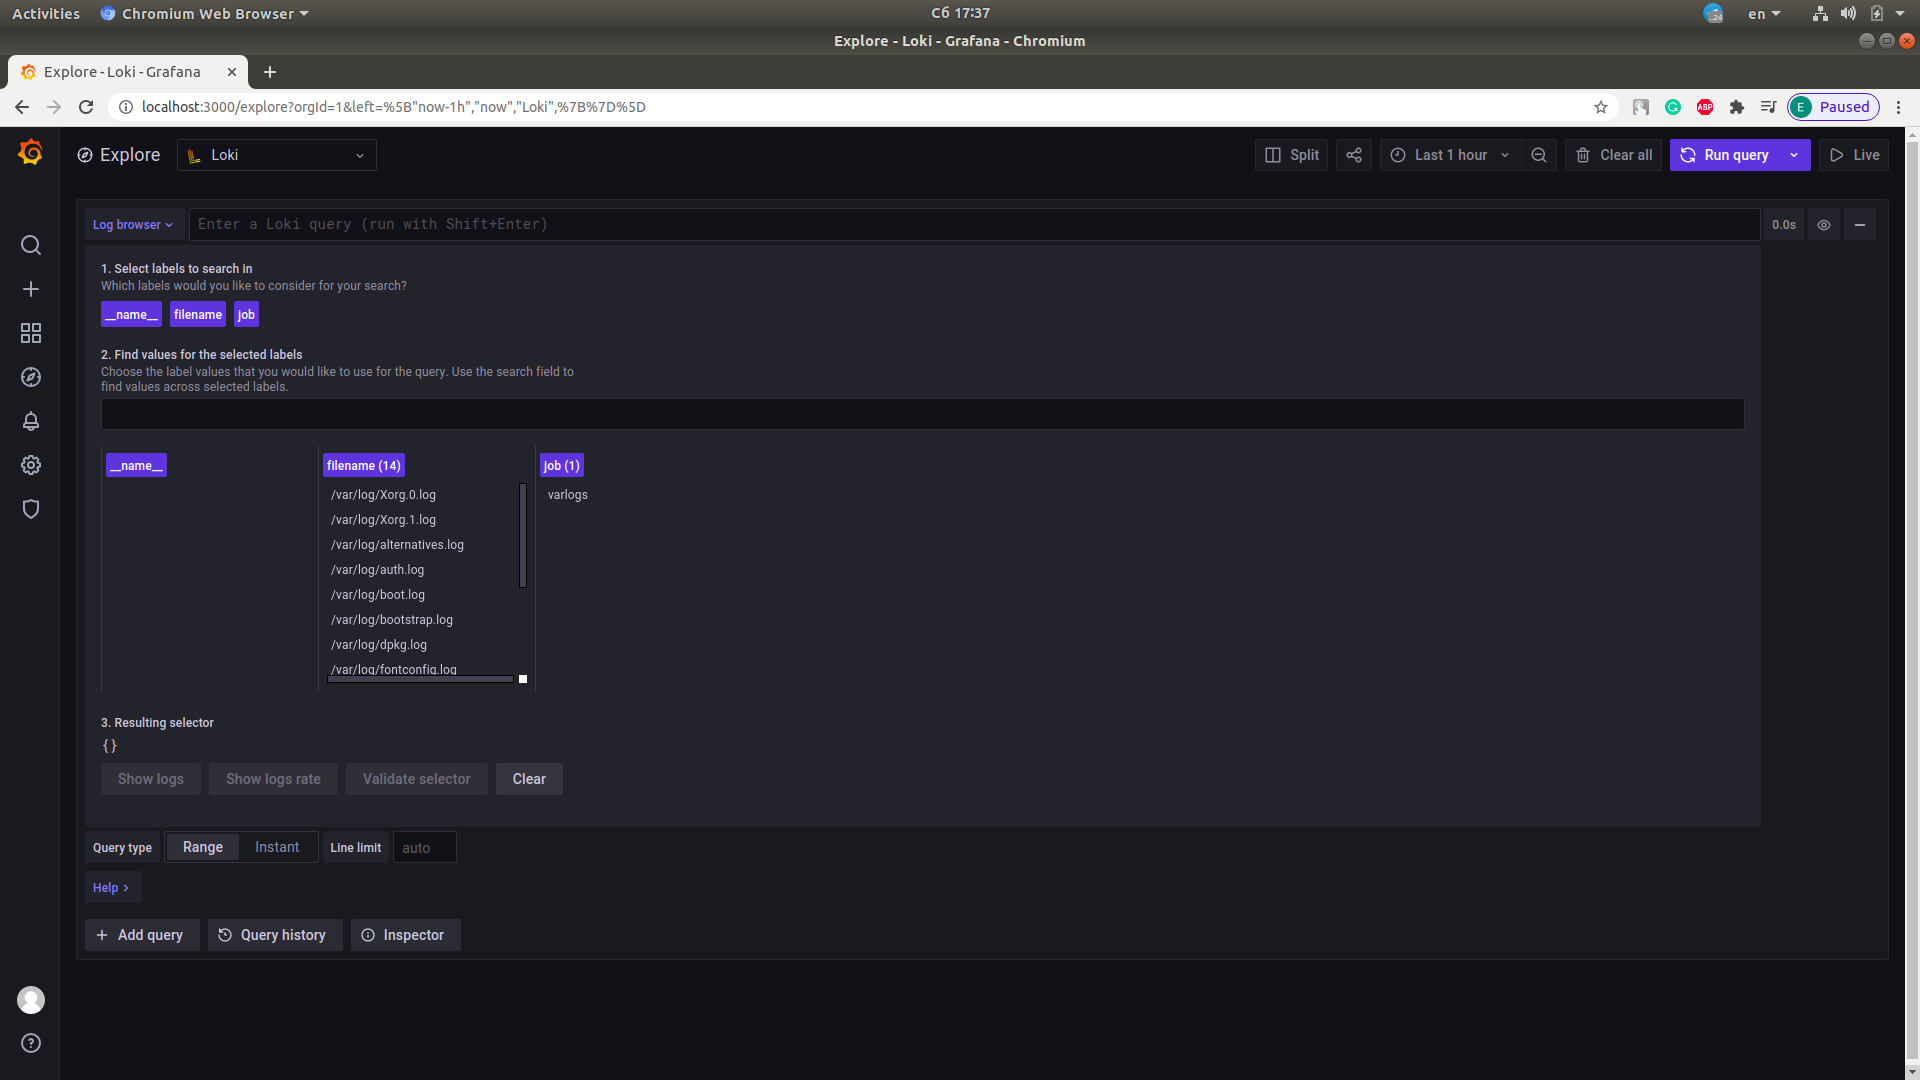 Activities
Chromium Web Browser
Сб 17:37
24
en
Explore - Loki - Grafana - Chromium
Explore - Loki - Grafana
localhost:3000/explore?orgId=1&left=%5B"now-1h","now","Loki",%7B%7D%5D
ABP
E Paused
Explore
Loki
Split
Last 1 hour
Clear all
Run query
Live
Log browser
Enter a Loki query (run with Shift+Enter)
0.0s
1. Select labels to search in
Which labels would you like to consider for your search?
__name__ filename job
2. Find values for the selected labels
Choose the label values that you would like to use for the query. Use the search field to
find values across selected labels.
__name__
filename (14)
/var/log/Xorg.0.log
/var/log/Xorg.1.log
/var/log/alternatives.log
/var/log/auth.log
/var/log/boot.log
/var/log/bootstrap.log
/var/log/dpkg.log
/var/log/fontconfig.log
job (1)
varlogs
3. Resulting selector
{}
Show logs
Show logs rate
Validate selector
Clear
Query type
Range
Instant
Line limit
auto
Help
Add query
Query history
Inspector